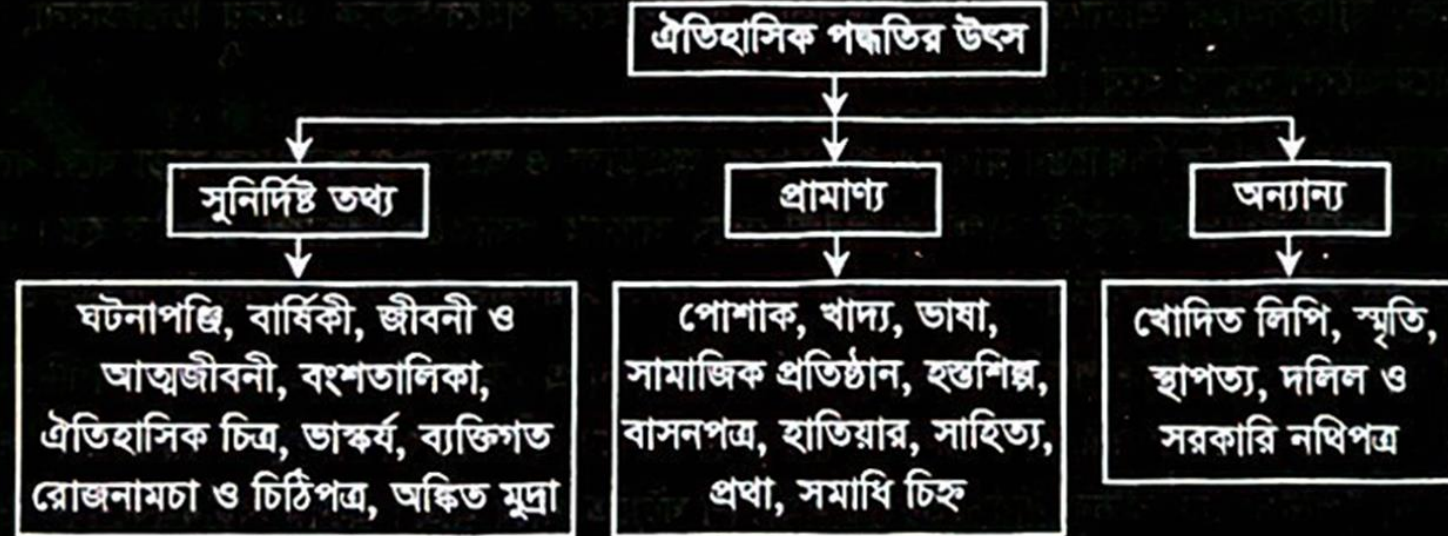 ঐতিহাসিক পদ্ধতির উৎস
সুনির্দিষ্ট তথ্য
প্রামাণ্য
অন্যান্য
ঘটনাপঞ্জি, বার্ষিকী, জীবনী ও
আত্মজীবনী, বংশতালিকা,
ঐতিহাসিক চিত্র, ভাস্কর্য, ব্যক্তিগত
রোজনামচা ও চিঠিপত্র, অঙ্কিত মুদ্রা
পোশাক, খাদ্য, ভাষা,
সামাজিক প্রতিষ্ঠান, হস্তশিল্প,
বাসনপত্র, হাতিয়ার, সাহিত্য,
প্রথা, সমাধি চিহ্ন
খোদিত লিপি, স্মৃতি,
স্থাপত্য, দলিল ও
সরকারি নথিপত্র